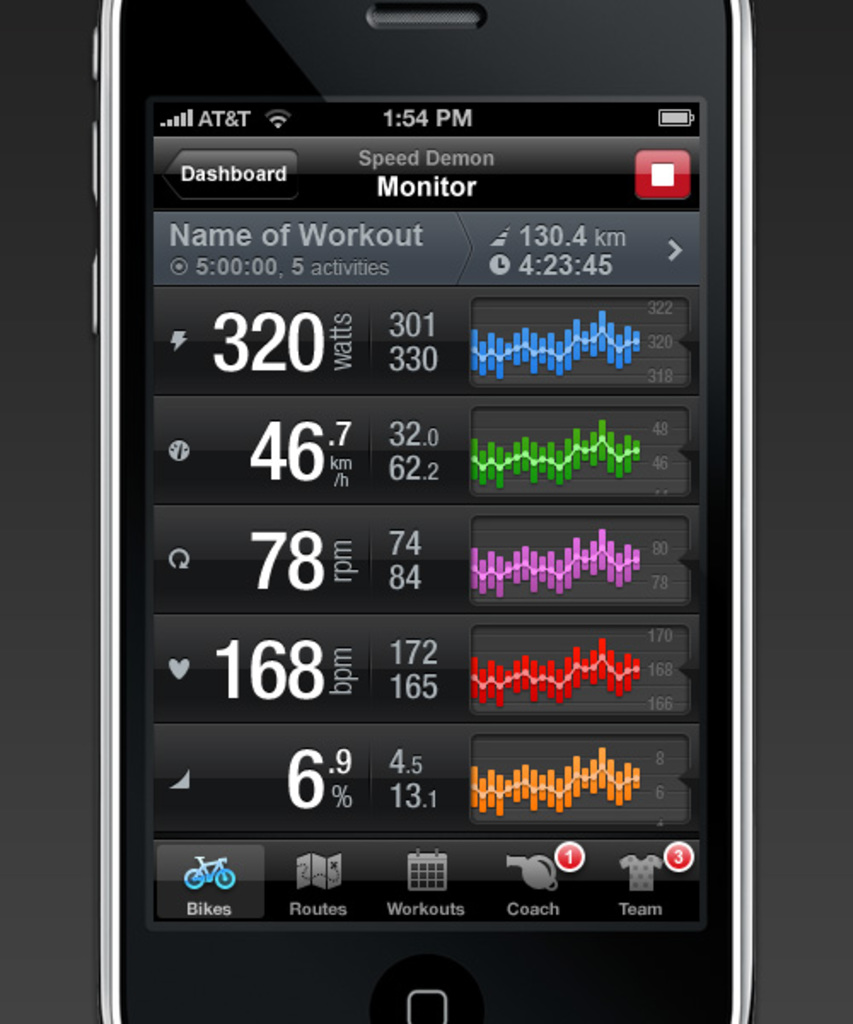 AT&T 1:54 PM
Dashboard
Speed Demon
Monitor
Name of Workout
5:00:00, 5 activities
130.4 km
4:23:45
320 watts
301
330
322
320
318
46.7 km/h
32.0
62.2
48
46
78 rpm
74
84
80
78
168 bpm
172
165
170
168
166
6.9 %
4.5
13.1
8
6
Bikes
Routes
Workouts
1
Coach
3
Team